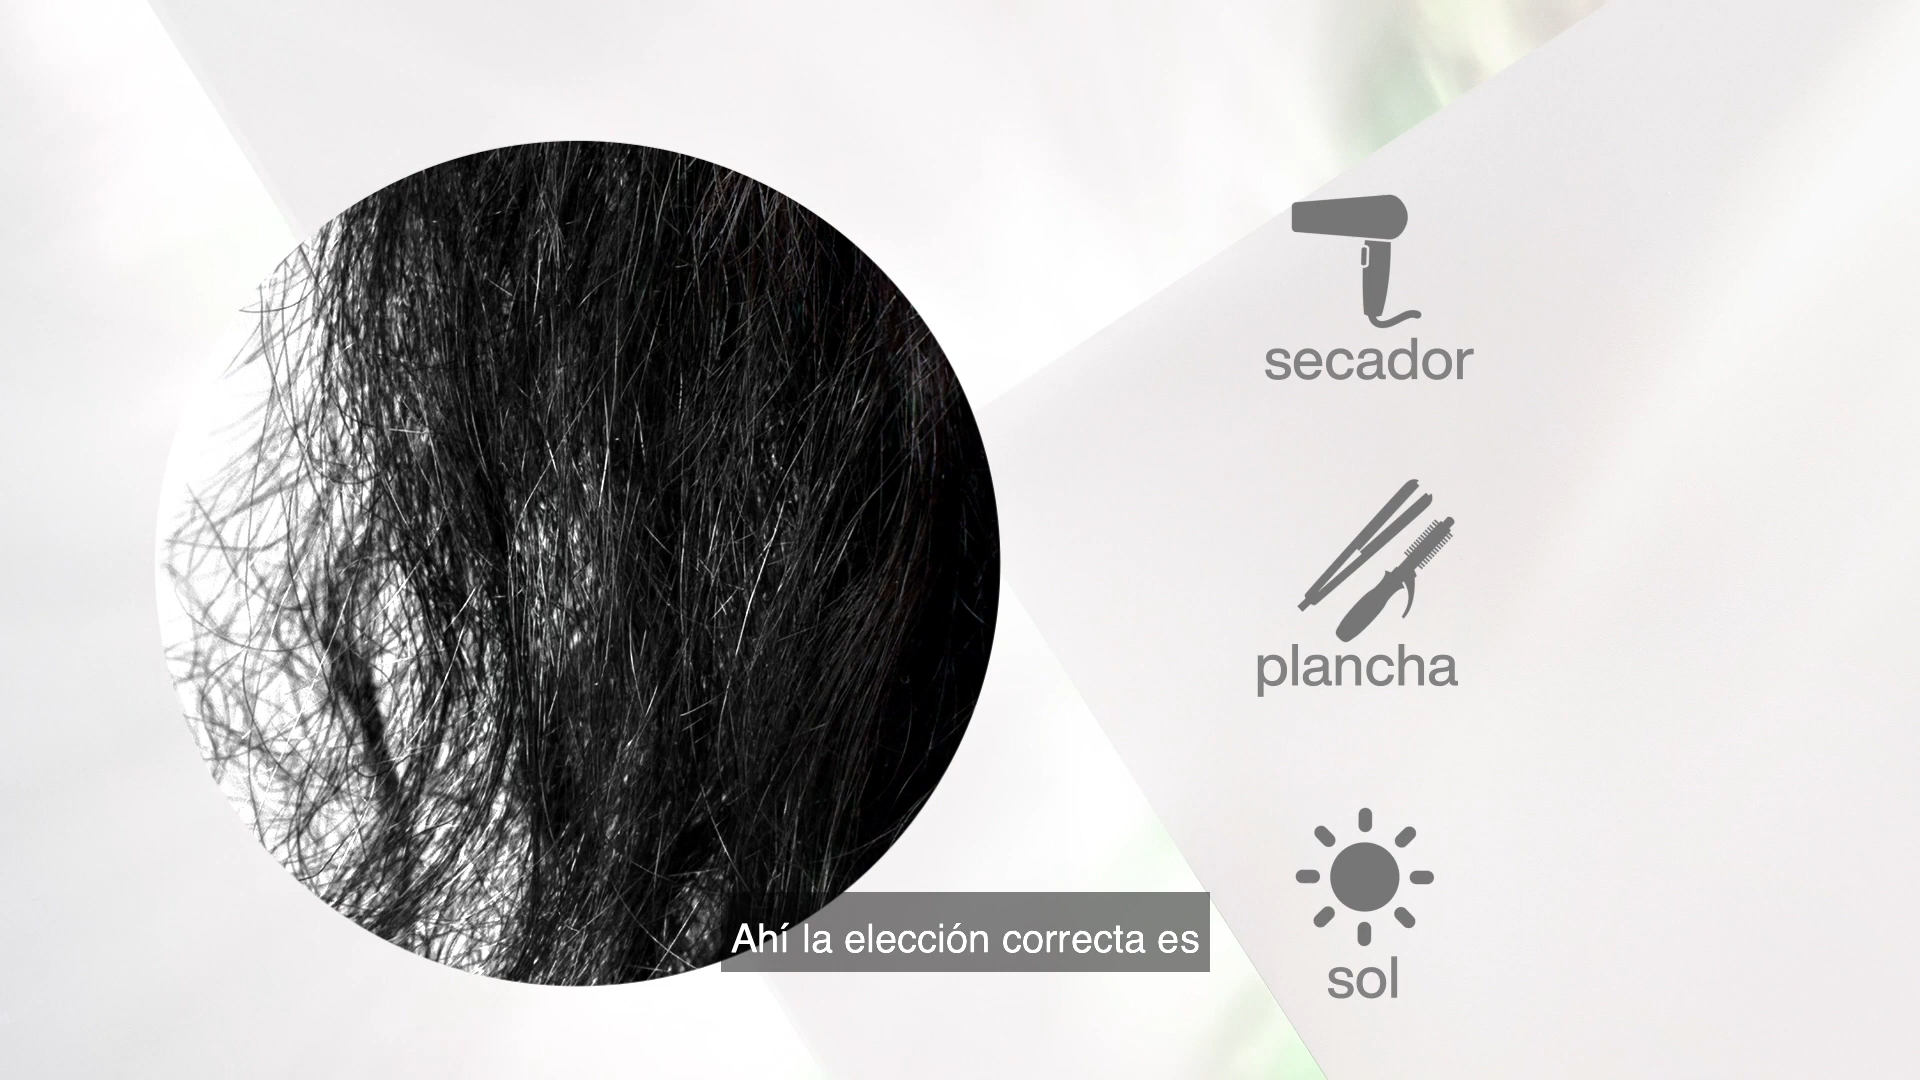 secador
plancha
Ahí la elección correcta es
sol